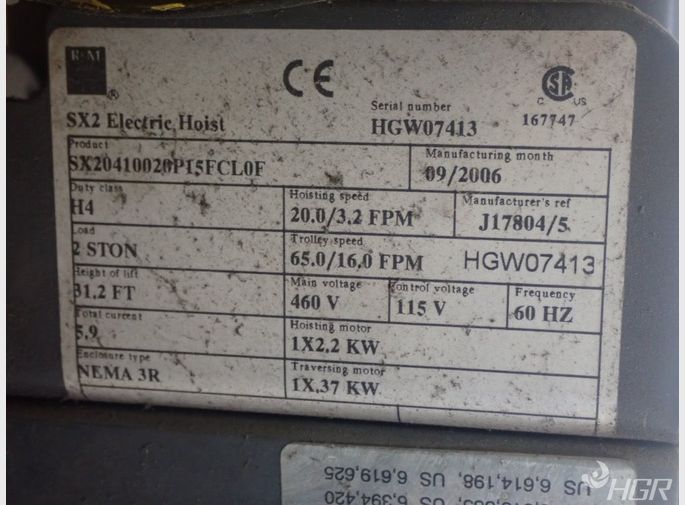 R&M
®
CE
CSA
C US
SX2 Electric Hoist
Serial number
HGW07413
167747
Product
SX20410020P15FCL0F
Manufacturing month
09/2006
Duty class
H4
Hoisting speed
20.0/3.2 FPM
Manufacturer's ref
J17804/5
Load
2 STON
Trolley speed
65.0/16.0 FPM
HGW07413
Height of lift
31.2 FT
Main voltage
460 V
Control voltage
115 V
Frequency
60 HZ
Total current
5.9
Hoisting motor
1X2.2 KW
Enclosure type
NEMA 3R
Traversing motor
1X.37 KW
US 6,614,198, US 6,619,625
US 6,394,420
HGR